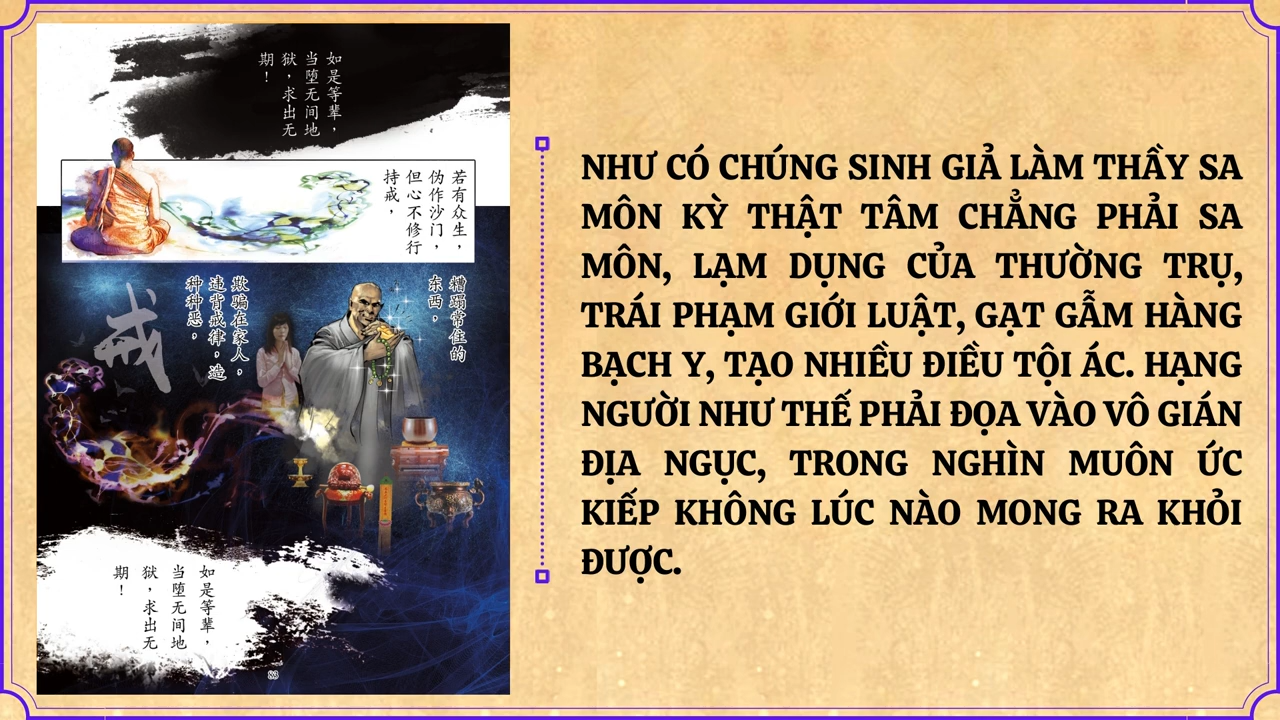 如是等辈，
当堕无间地
狱，求出无
期！
若有众生，
伪作沙门，
但心不修行
持戒，
糟蹋常住的
东西，
欺骗在家人，
违背戒律，造
种种恶，
戒
如是等辈，
当堕无间地
狱，求出无
期！
83
NHƯ CÓ CHÚNG SINH GIẢ LÀM THẦY SA
MÔN KỲ THẬT TÂM CHẲNG PHẢI SA
MÔN, LẠM DỤNG CỦA THƯỜNG TRỤ,
TRÁI PHẠM GIỚI LUẬT, GẠT GẪM HÀNG
BẠCH Y, TẠO NHIỀU ĐIỀU TỘI ÁC. HẠNG
NGƯỜI NHƯ THẾ PHẢI ĐỌA VÀO VÔ GIÁN
ĐỊA NGỤC, TRONG NGHÌN MUÔN ỨC
KIẾP KHÔNG LÚC NÀO MONG RA KHỎI
ĐƯỢC.